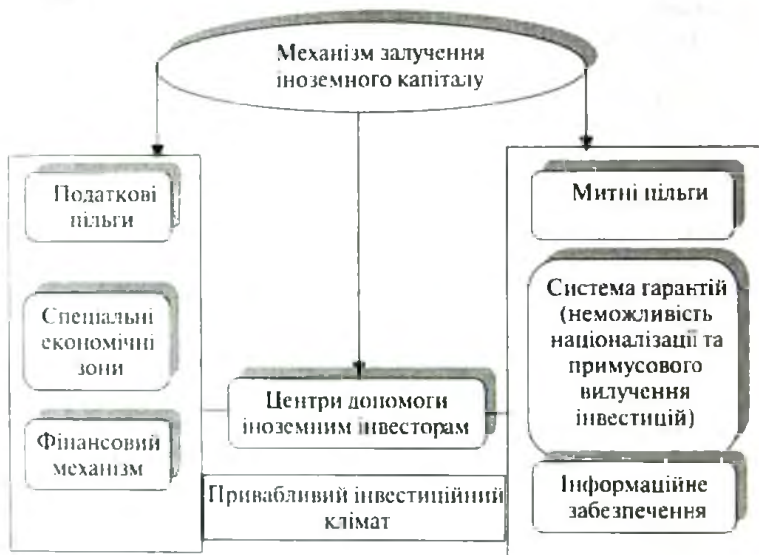 Механізм залучення
іноземного капіталу
Податкові
пільги
Спеціальні
економічні
зони
Фінансовий
механізм
Центри допомоги
іноземним інвесторам
Привабливий інвестиційний
клімат
Митні пільги
Система гарантій
(неможливість
націоналізації та
примусового
вилучення
інвестицій)
Інформаційне
забезпечення